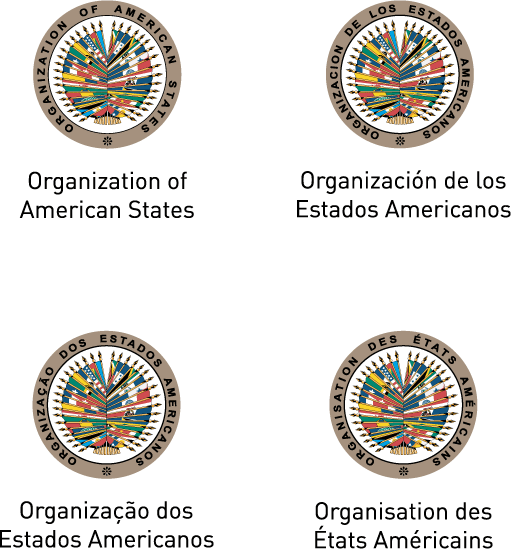 ORGANIZATION OF AMERICAN STATES
Organization of
American States
ORGANIZACION DE LOS ESTADOS AMERICANOS
Organización de los
Estados Americanos
ORGANIZAÇÃO DOS ESTADOS AMERICANOS
Organização dos
Estados Americanos
ORGANISATION DES ÉTATS AMÉRICAINS
Organisation des
États Américains